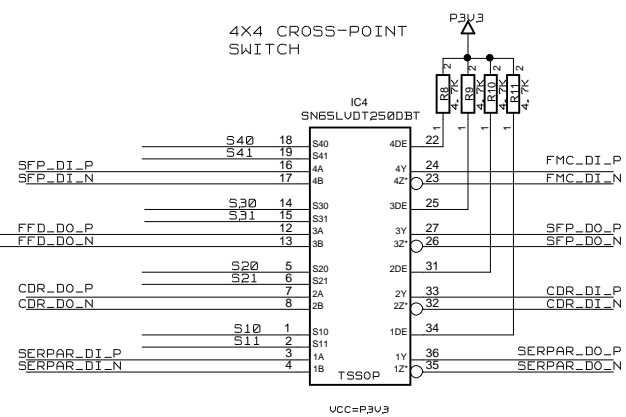 4X4 CROSS-POINT
SWITCH
P3V3
R8 4.7K 1 2
R9 4.7K 1 2
R10 4.7K 1 2
R11 4.7K 1 2
IC4
SN65LVDT250DBT
S40 18 S40 4DE 22
S41 19 S41
SFP_DI_P 16 4A 4Y 24 FMC_DI_P
SFP_DI_N 17 4B 4Z* 23 FMC_DI_N
S30 14 S30 3DE 25
S31 15 S31
FFD_DO_P 12 3A 3Y 27 SFP_DO_P
FFD_DO_N 13 3B 3Z* 26 SFP_DO_N
S20 5 S20 2DE 31
S21 6 S21
CDR_DO_P 7 2A 2Y 33 CDR_DI_P
CDR_DO_N 8 2B 2Z* 32 CDR_DI_N
S10 1 S10 1DE 34
S11 2 S11
SERPAR_DI_P 3 1A 1Y 36 SERPAR_DO_P
SERPAR_DI_N 4 1B 1Z* 35 SERPAR_DO_N
TSSOP
VCC=P3V3